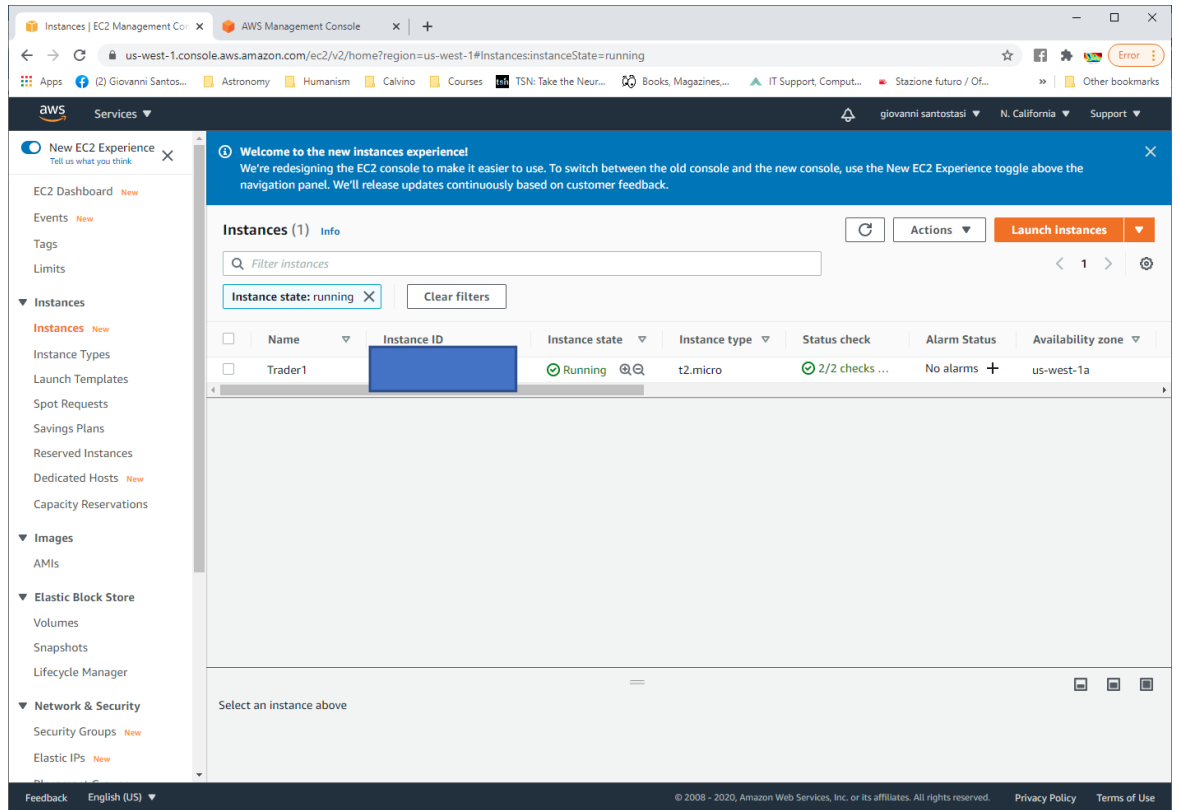 Instances | EC2 Management Con
AWS Management Console
us-west-1.console.aws.amazon.com/ec2/v2/home?region=us-west-1#Instances:instanceState=running
Error
Apps
(2) Giovanni Santos...
Astronomy
Humanism
Calvino
Courses
tsn
TSN: Take the Neur...
Books, Magazines,...
IT Support, Comput...
Stazione futuro / Of...
»
Other bookmarks
aws
Services
giovanni santostasi
N. California
Support
New EC2 Experience
Tell us what you think
EC2 Dashboard New
Events New
Tags
Limits
Instances
Instances New
Instance Types
Launch Templates
Spot Requests
Savings Plans
Reserved Instances
Dedicated Hosts New
Capacity Reservations
Images
AMIs
Elastic Block Store
Volumes
Snapshots
Lifecycle Manager
Network & Security
Security Groups New
Elastic IPs New
Welcome to the new instances experience!
We're redesigning the EC2 console to make it easier to use. To switch between the old console and the new console, use the New EC2 Experience toggle above the
navigation panel. We'll release updates continuously based on customer feedback.
Instances (1) Info
Actions
Launch instances
Filter instances
1
Instance state: running
Clear filters
Name
Instance ID
Instance state
Instance type
Status check
Alarm Status
Availability zone
Trader1
Running
t2.micro
2/2 checks ...
No alarms +
us-west-1a
Select an instance above
Feedback
English (US)
© 2008 - 2020, Amazon Web Services, Inc. or its affiliates. All rights reserved.
Privacy Policy
Terms of Use